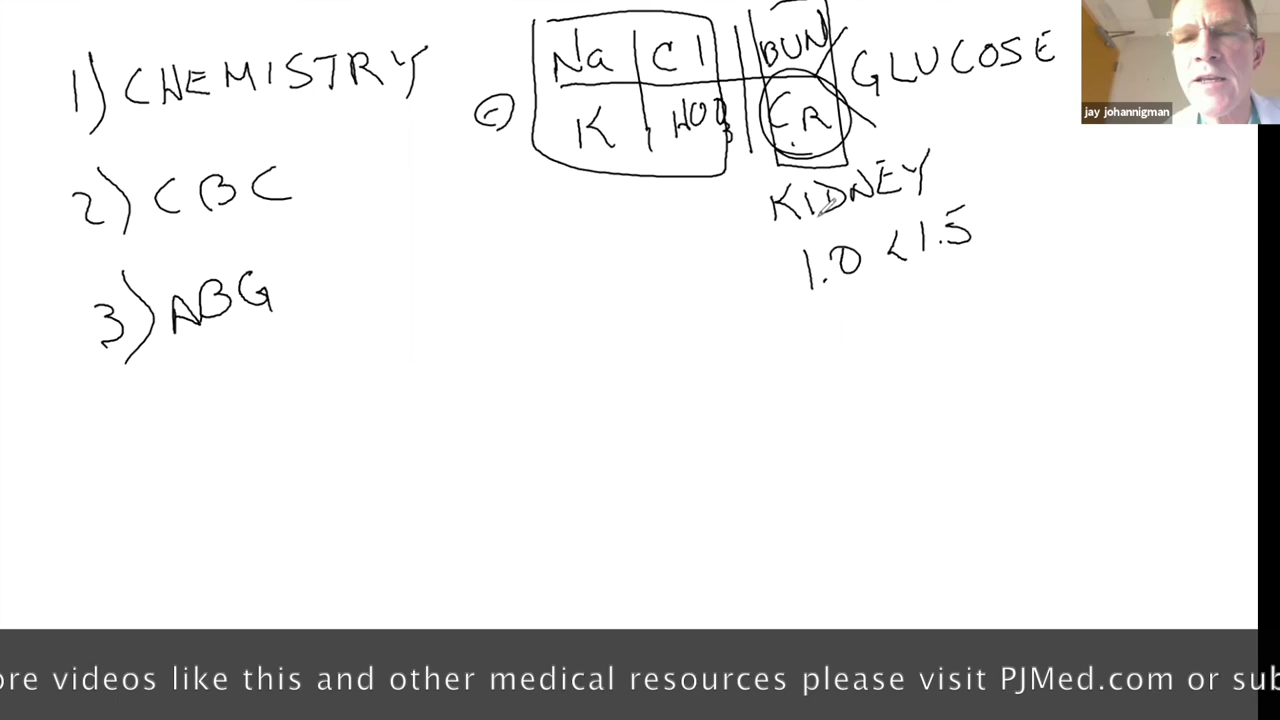 1) CHEMISTRY
2) CBC
3) ABG
Na Cl BUN GLUCOSE
K CR
KIDNEY
1.0 < 1.5
jay johannigman
ore videos like this and other medical resources please visit PJMed.com or sub